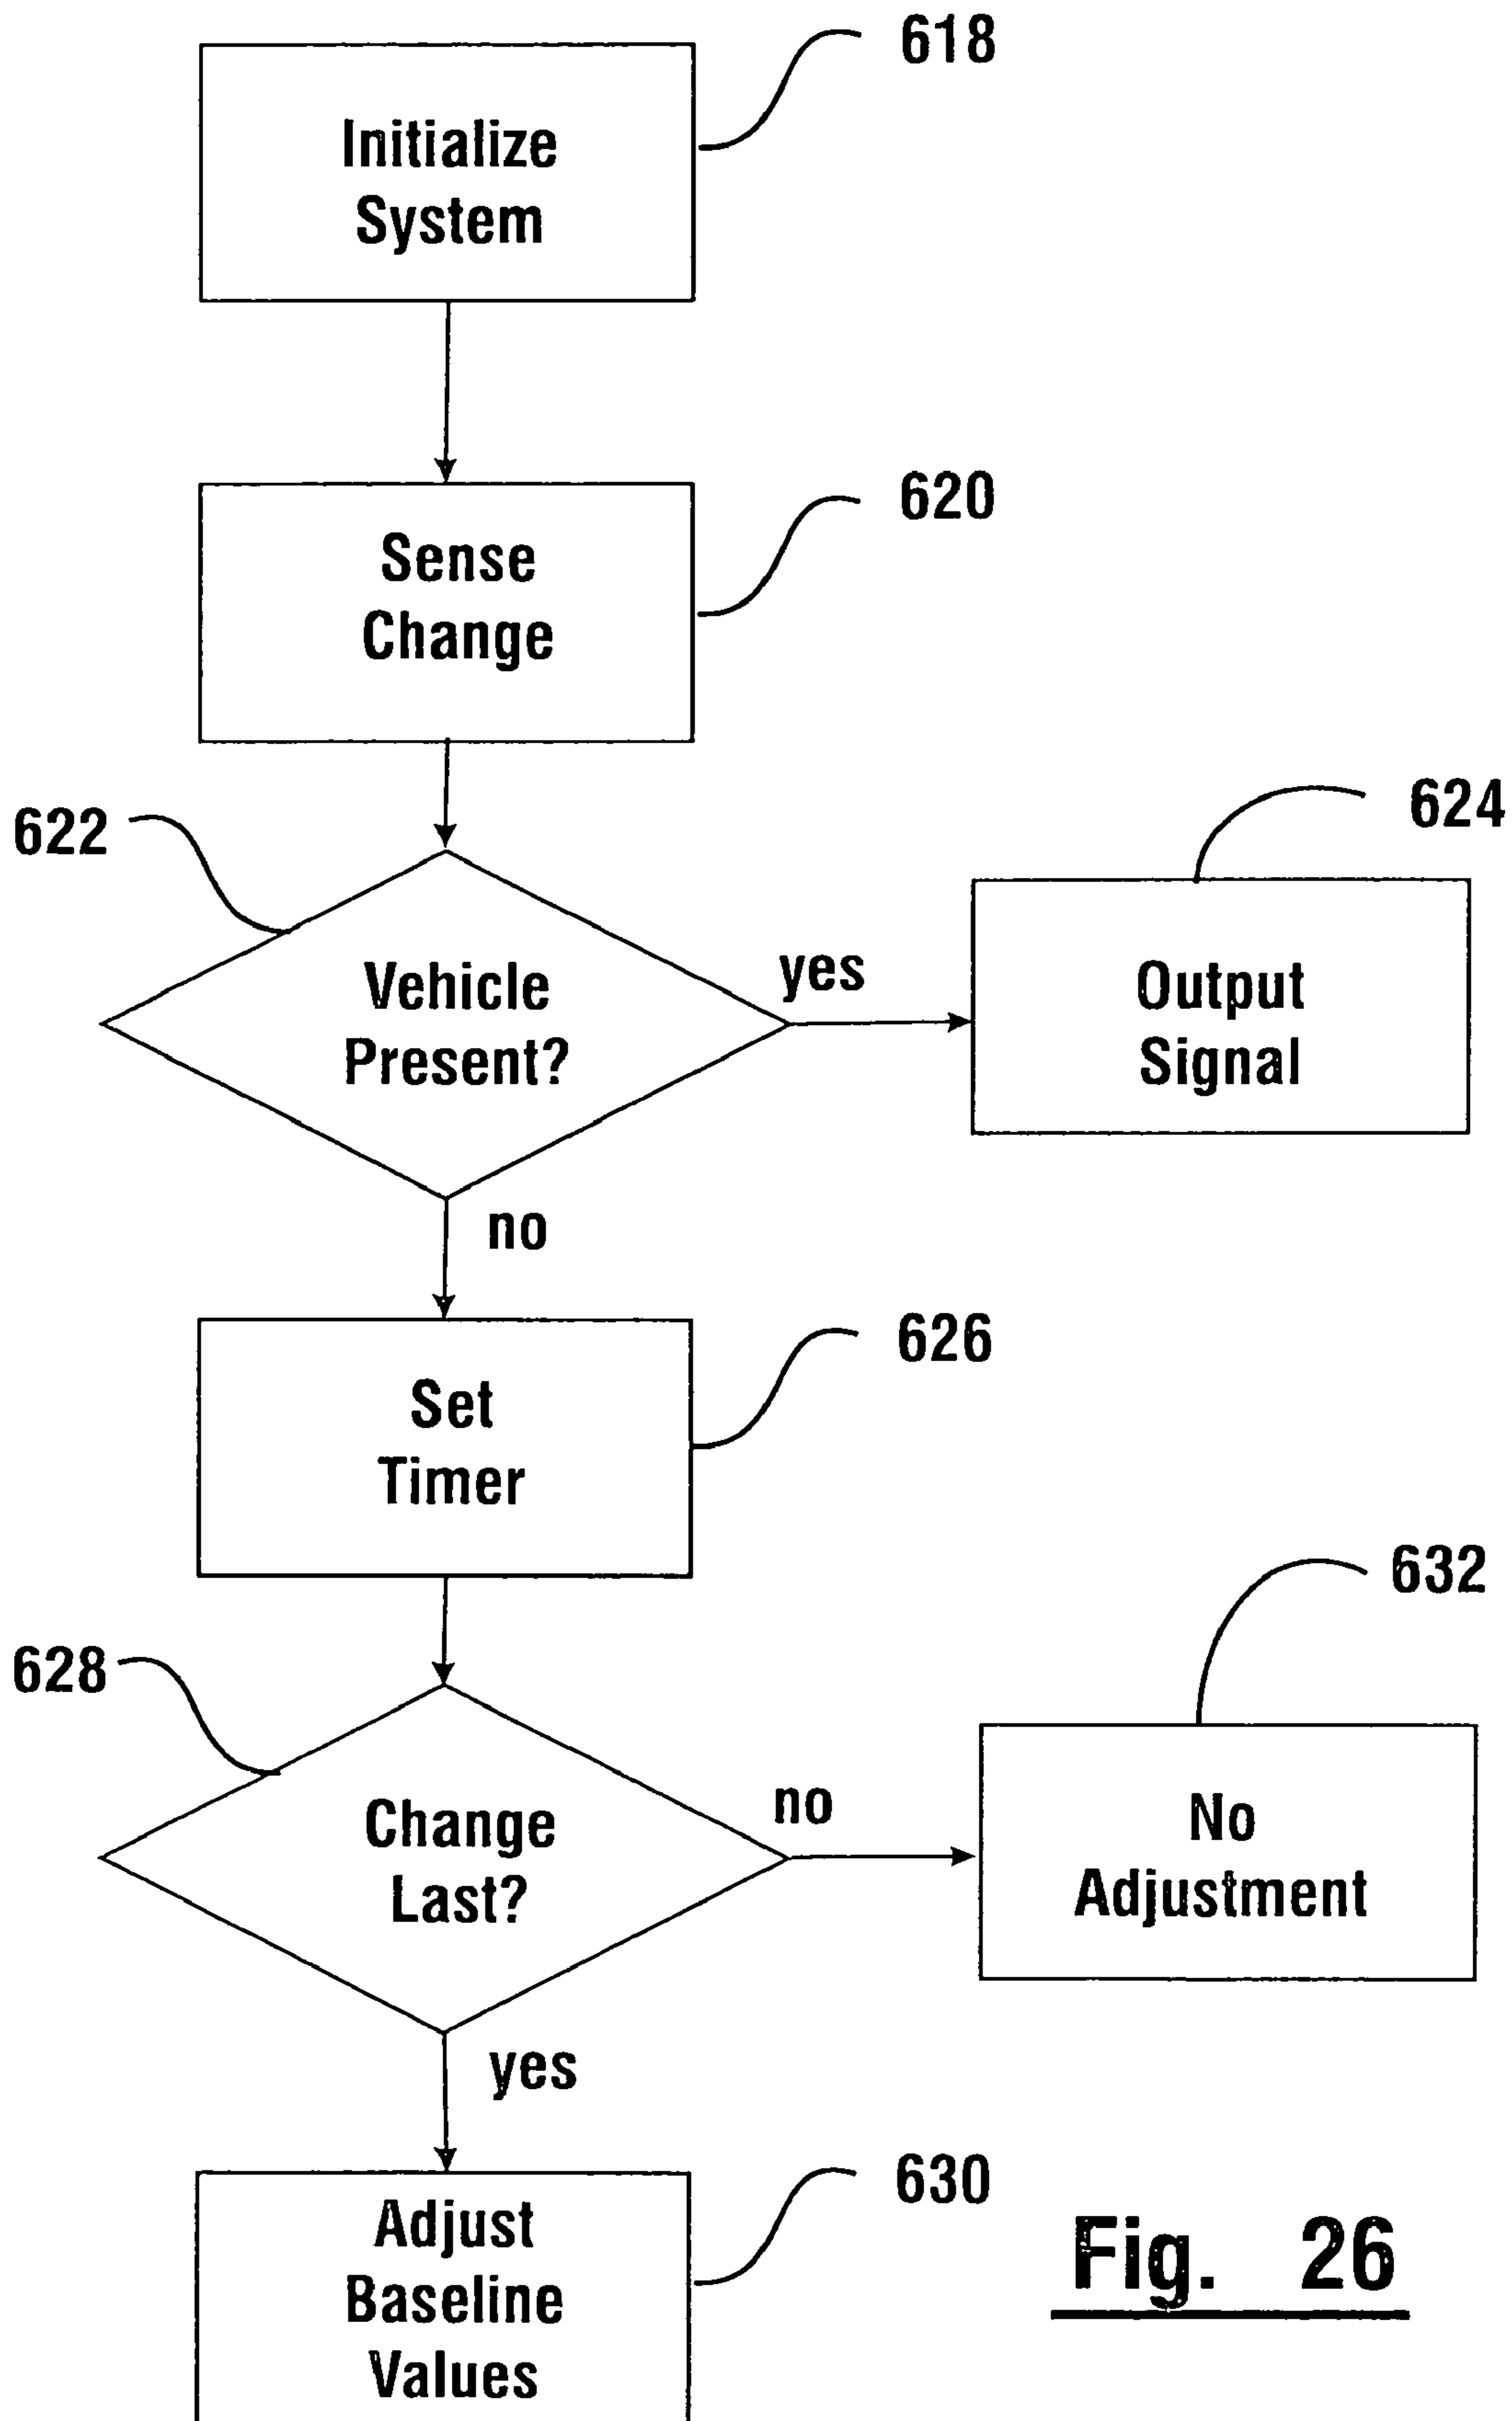 618
Initialize
System
620
Sense
Change
622
624
Vehicle
Present?
yes
Output
Signal
no
626
Set
Timer
632
628
Change
Last?
no
No
Adjustment
yes
630
Adjust
Baseline
Values
Fig. 26